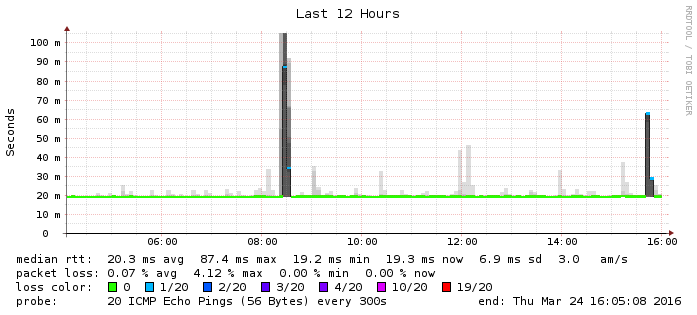 Last 12 Hours
RRDTOOL / TOBI OETIKER
Seconds
100 m
90 m
80 m
70 m
60 m
50 m
40 m
30 m
20 m
10 m
0
06:00 08:00 10:00 12:00 14:00 16:00
median rtt: 20.3 ms avg 87.4 ms max 19.2 ms min 19.3 ms now 6.9 ms sd 3.0 am/s
packet loss: 0.07 % avg 4.12 % max 0.00 % min 0.00 % now
loss color: 0 1/20 2/20 3/20 4/20 10/20 19/20
probe: 20 ICMP Echo Pings (56 Bytes) every 300s end: Thu Mar 24 16:05:08 2016